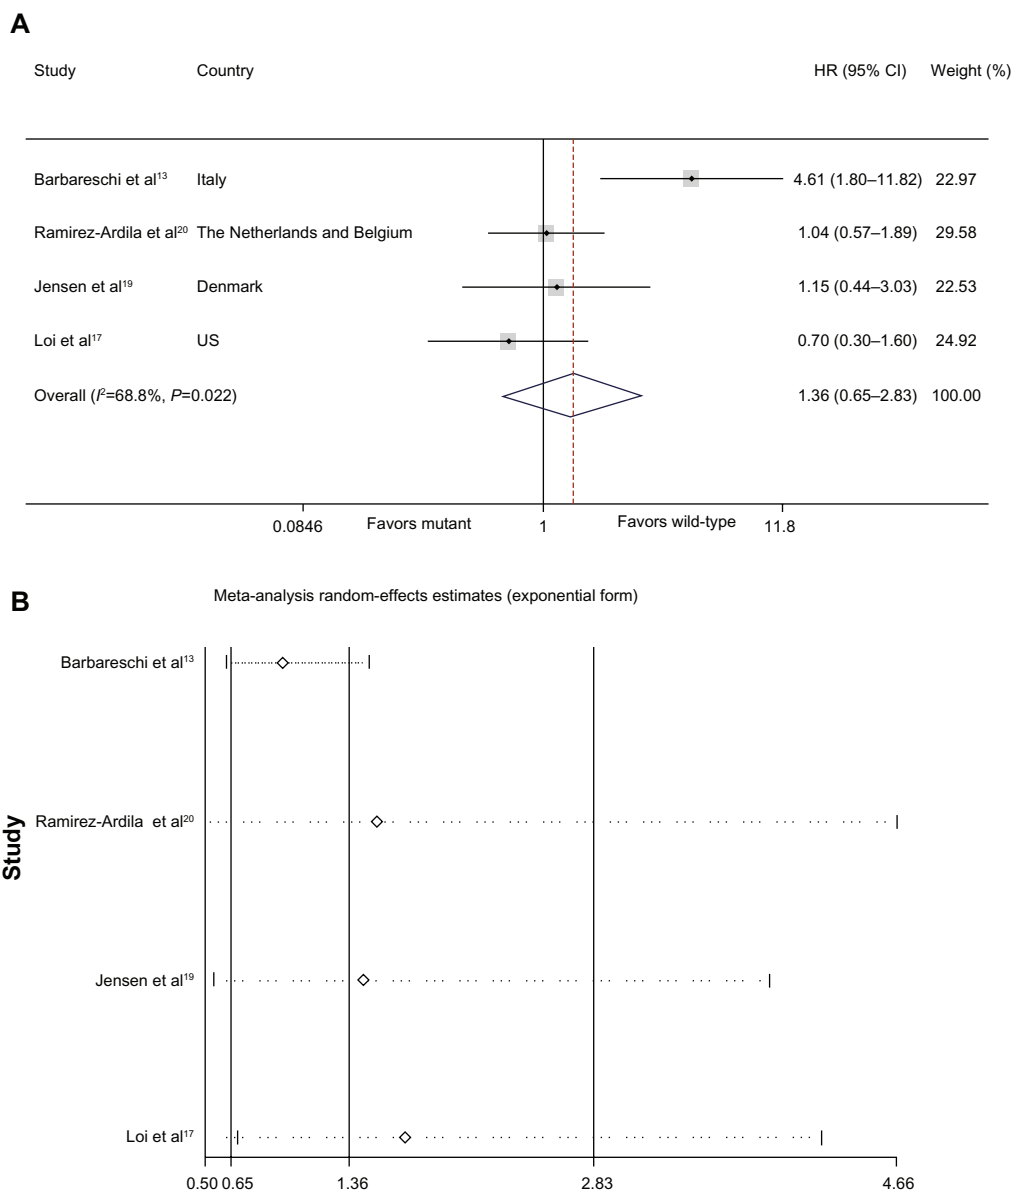 A
Study Country HR (95% CI) Weight (%)
Barbareschi et al13 Italy 4.61 (1.80–11.82) 22.97
Ramirez-Ardila et al20 The Netherlands and Belgium 1.04 (0.57–1.89) 29.58
Jensen et al19 Denmark 1.15 (0.44–3.03) 22.53
Loi et al17 US 0.70 (0.30–1.60) 24.92
Overall (I2=68.8%, P=0.022) 1.36 (0.65–2.83) 100.00
0.0846 Favors mutant 1 Favors wild-type 11.8
B
Meta-analysis random-effects estimates (exponential form)
Barbareschi et al13
Ramirez-Ardila et al20
Study
Jensen et al19
Loi et al17
0.50 0.65 1.36 2.83 4.66